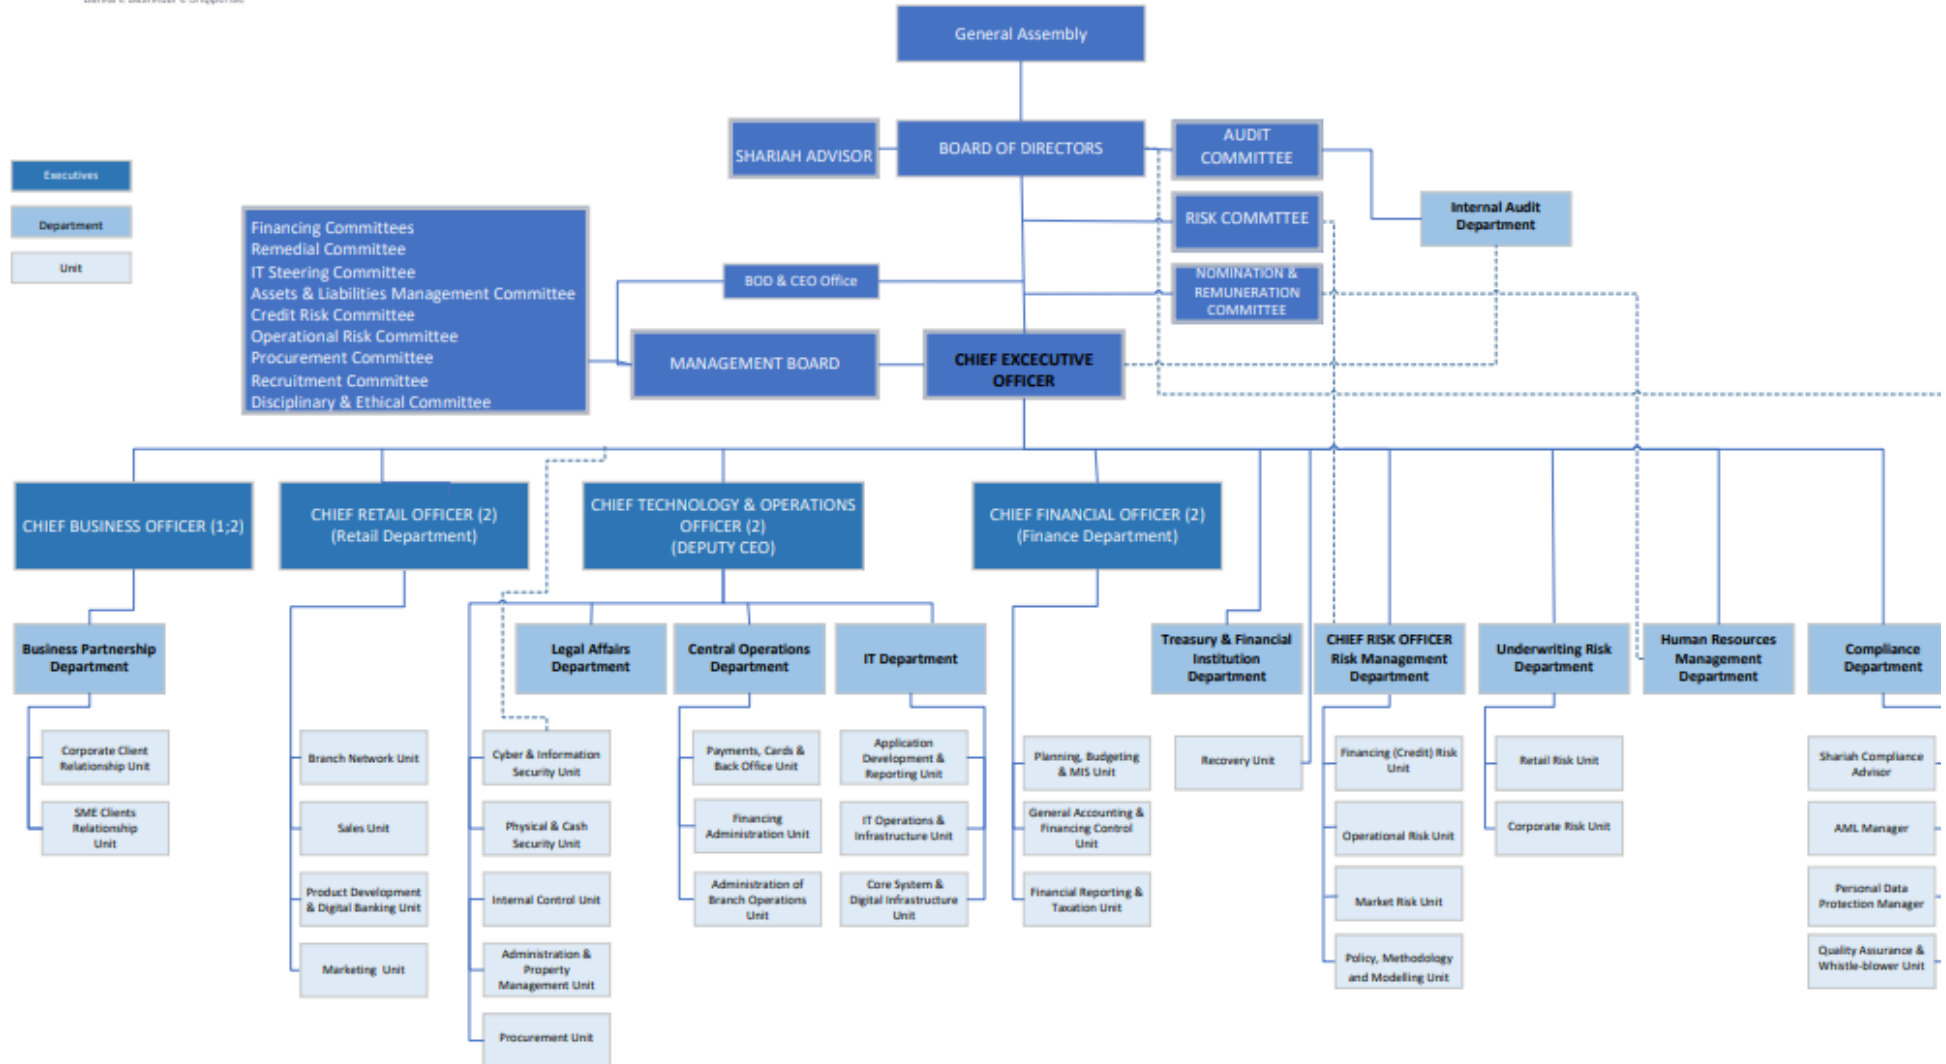 General Assembly
SHARIAH ADVISOR
BOARD OF DIRECTORS
AUDIT
COMMITTEE
Executives
Department
Unit
RISK COMMTTEE
Internal Audit
Department
Financing Committees
Remedial Committee
IT Steering Committee
Assets & Liabilities Management Committee
Credit Risk Committee
Operational Risk Committee
Procurement Committee
Recruitment Committee
Disciplinary & Ethical Committee
BOD & CEO Office
NOMINATION &
REMUNERATION
COMMITTEE
MANAGEMENT BOARD
CHIEF EXCECUTIVE
OFFICER
CHIEF BUSINESS OFFICER (1;2)
CHIEF RETAIL OFFICER (2)
(Retail Department)
CHIEF TECHNOLOGY & OPERATIONS
OFFICER (2)
(DEPUTY CEO)
CHIEF FINANCIAL OFFICER (2)
(Finance Department)
Business Partnership
Department
Legal Affairs
Department
Central Operations
Department
IT Department
Treasury & Financial
Institution
Department
CHIEF RISK OFFICER
Risk Management
Department
Underwriting Risk
Department
Human Resources
Management
Department
Compliance
Department
Corporate Client
Relationship Unit
SME Clients
Relationship
Unit
Branch Network Unit
Sales Unit
Product Development
& Digital Banking Unit
Marketing Unit
Cyber & Information
Security Unit
Physical & Cash
Security Unit
Internal Control Unit
Administration &
Property
Management Unit
Procurement Unit
Payments, Cards &
Back Office Unit
Financing
Administration Unit
Administration of
Branch Operations
Unit
Application
Development &
Reporting Unit
IT Operations &
Infrastructure Unit
Core System &
Digital Infrastructure
Unit
Planning, Budgeting
& MIS Unit
General Accounting &
Financing Control
Unit
Financial Reporting &
Taxation Unit
Recovery Unit
Financing (Credit) Risk
Unit
Operational Risk Unit
Market Risk Unit
Policy, Methodology
and Modelling Unit
Retail Risk Unit
Corporate Risk Unit
Shariah Compliance
Advisor
AML Manager
Personal Data
Protection Manager
Quality Assurance &
Whistle-blower Unit